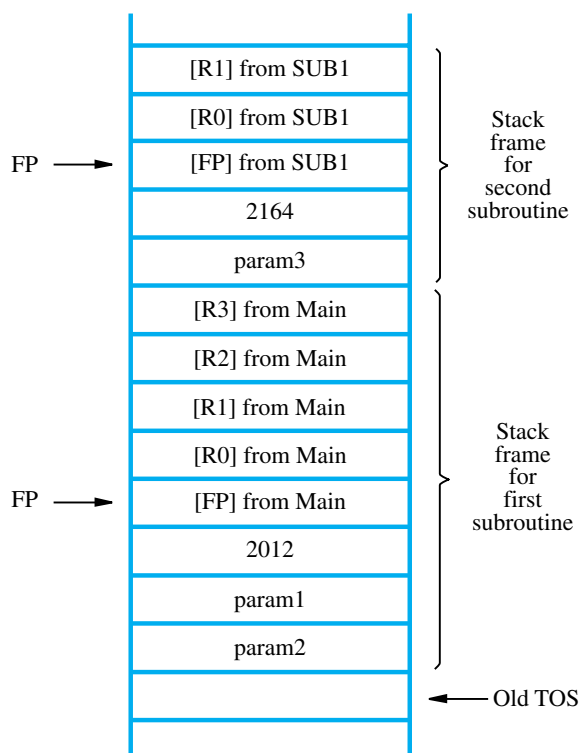 [R1] from SUB1
[R0] from SUB1
FP
[FP] from SUB1
2164
param3
Stack
frame
for
second
subroutine
[R3] from Main
[R2] from Main
[R1] from Main
[R0] from Main
FP
[FP] from Main
2012
param1
param2
Stack
frame
for
first
subroutine
Old TOS